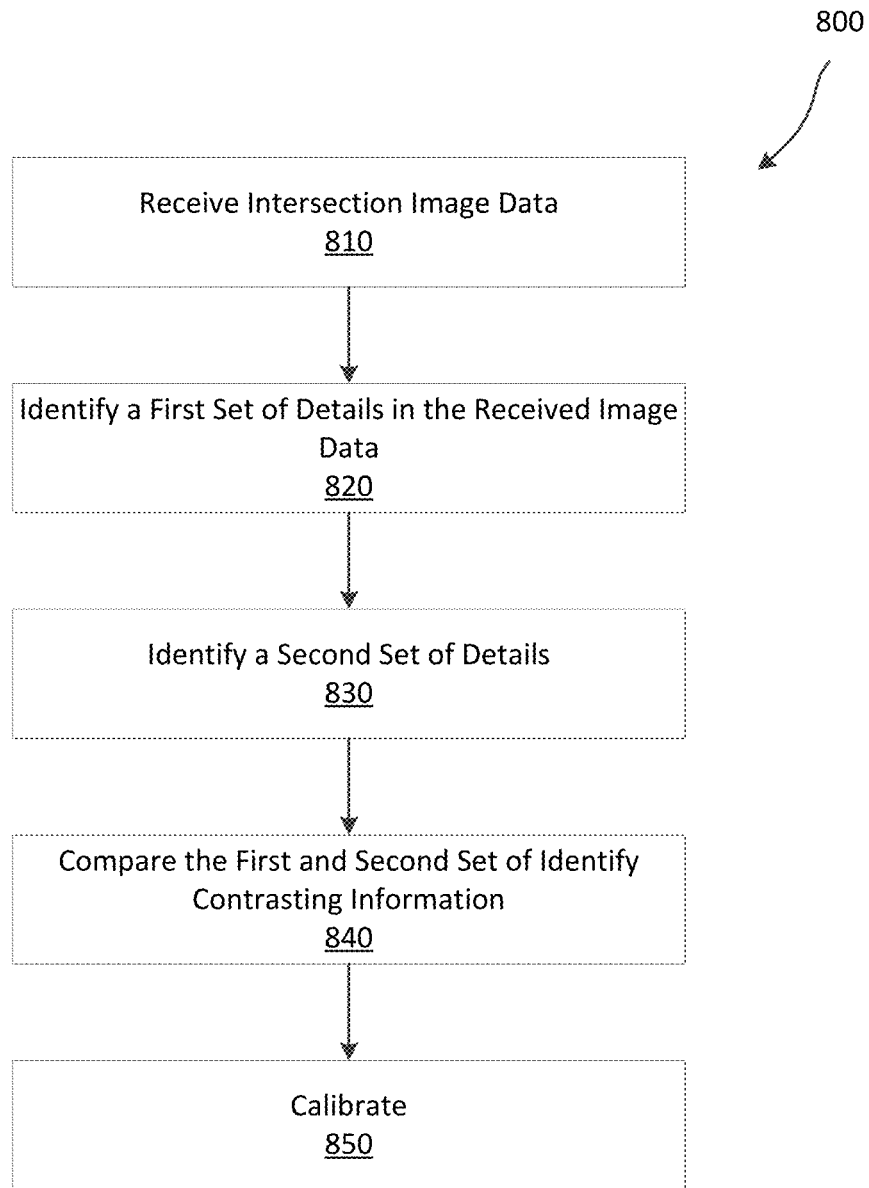 800
Receive Intersection Image Data
810
Identify a First Set of Details in the Received Image
Data
820
Identify a Second Set of Details
830
Compare the First and Second Set of Identify
Contrasting Information
840
Calibrate
850